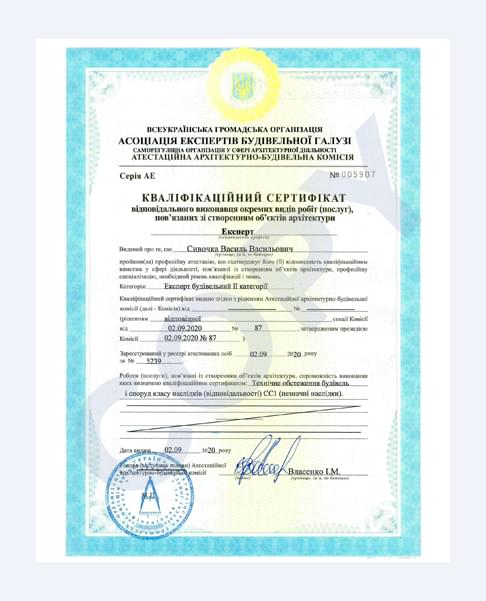 ВСЕУКРАЇНСЬКА ГРОМАДСЬКА ОРГАНІЗАЦІЯ
АСОЦІАЦІЯ ЕКСПЕРТІВ БУДІВЕЛЬНОЇ ГАЛУЗІ
САМОРЕГУЛІВНА ОРГАНІЗАЦІЯ У СФЕРІ АРХІТЕКТУРНОЇ ДІЯЛЬНОСТІ
АТЕСТАЦІЙНА АРХІТЕКТУРНО-БУДІВЕЛЬНА КОМІСІЯ
Серія АЕ № 005907
КВАЛІФІКАЦІЙНИЙ СЕРТИФІКАТ
відповідального виконавця окремих видів робіт (послуг),
пов'язаних зі створенням об'єктів архітектури
Експерт
(найменування професії)
Виданий про те, що Сивочка Василь Васильович
(прізвище, ім'я, по батькові)
пройшов(ла) професійну атестацію, що підтверджує його (її) відповідність кваліфікаційним
вимогам у сфері діяльності, пов'язаної із створенням об'єктів архітектури, професійну
спеціалізацію, необхідний рівень кваліфікації і знань.
Категорія: Експерт будівельний II категорії
Кваліфікаційний сертифікат видано згідно з рішенням Атестаційної архітектурно-будівельної
комісії (далі - Комісія) від №
(рішенням відповідної секції Комісії
від 02.09.2020 № 87 , затвердженим президією
Комісії 02.09.2020 № 87 )
Зареєстрований у реєстрі атестованих осіб 02.09 2020 року
за № 5239
Роботи (послуги), пов'язані із створенням об'єктів архітектури, спроможність виконання
яких визначено кваліфікаційним сертифікатом: Технічне обстеження будівель
і споруд класу наслідків (відповідальності) СС1 (незначні наслідки).
Дата видачі 02.09 2020 року
Голова (заступник голови) Атестаційної
архітектурно-будівельної комісії Власенко І.М.
(підпис) (прізвище, ім'я, по батькові)
М.П.
COPY